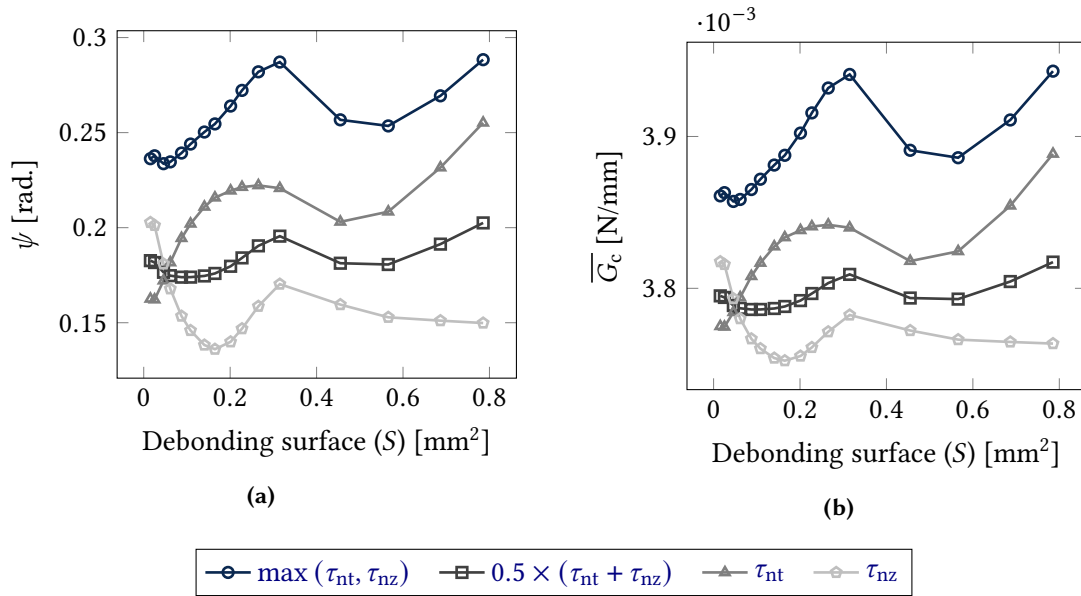 0.3
0.25
0.2
0.15
0 0.2 0.4 0.6 0.8
ψ [rad.]
Debonding surface (S) [mm²]
(a)
·10⁻³
3.9
3.8
0 0.2 0.4 0.6 0.8
G̅c [N/mm]
Debonding surface (S) [mm²]
(b)
max (τnt, τnz) 0.5 × (τnt + τnz) τnt τnz